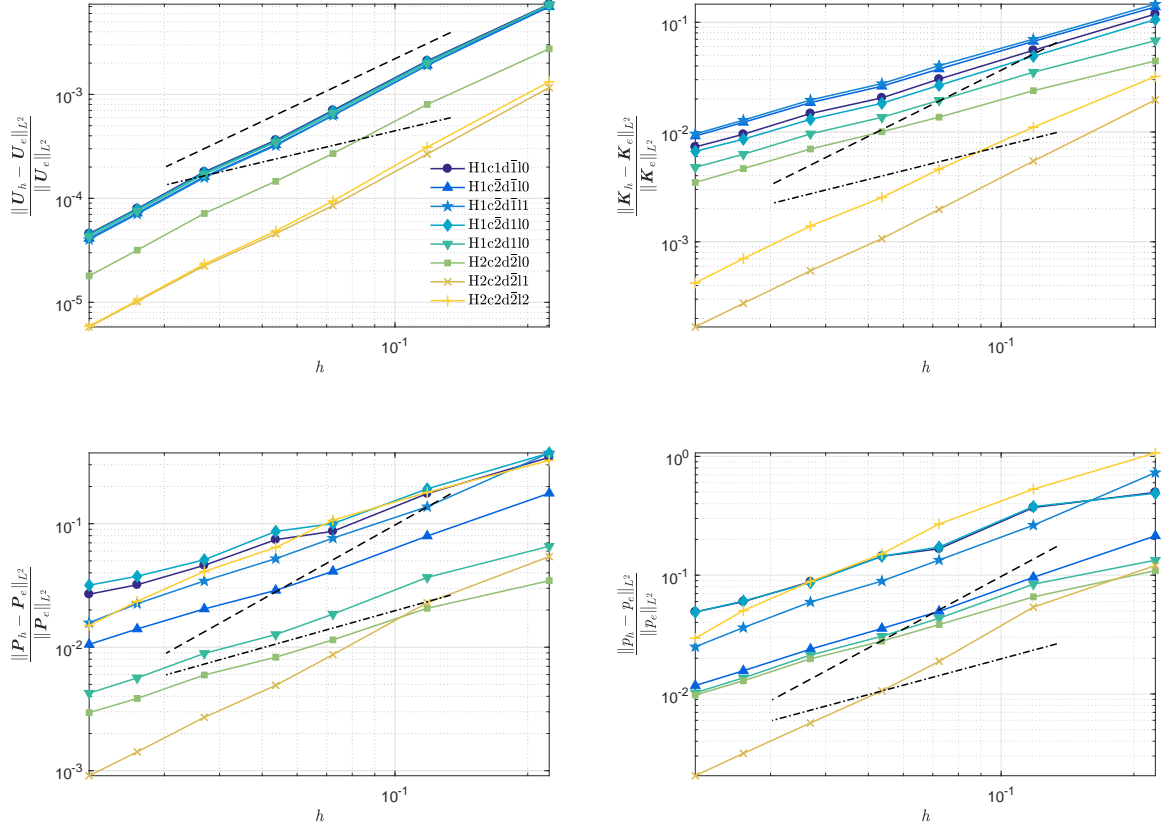 10⁻³
10⁻⁴
10⁻⁵
‖U_h − U_e‖_{L²}
‖U_e‖_{L²}
H1c1d1̅l0
H1c2̅d1̅l0
H1c2̅d1̅l1
H1c2̅d1l0
H1c2d1l0
H2c2d2̅l0
H2c2d2̅l1
H2c2d2̅l2
10⁻¹
h
10⁻¹
10⁻²
10⁻³
‖K_h − K_e‖_{L²}
‖K_e‖_{L²}
10⁻¹
h
10⁻¹
10⁻²
10⁻³
‖P_h − P_e‖_{L²}
‖P_e‖_{L²}
10⁻¹
h
10⁰
10⁻¹
10⁻²
‖p_h − p_e‖_{L²}
‖p_e‖_{L²}
10⁻¹
h